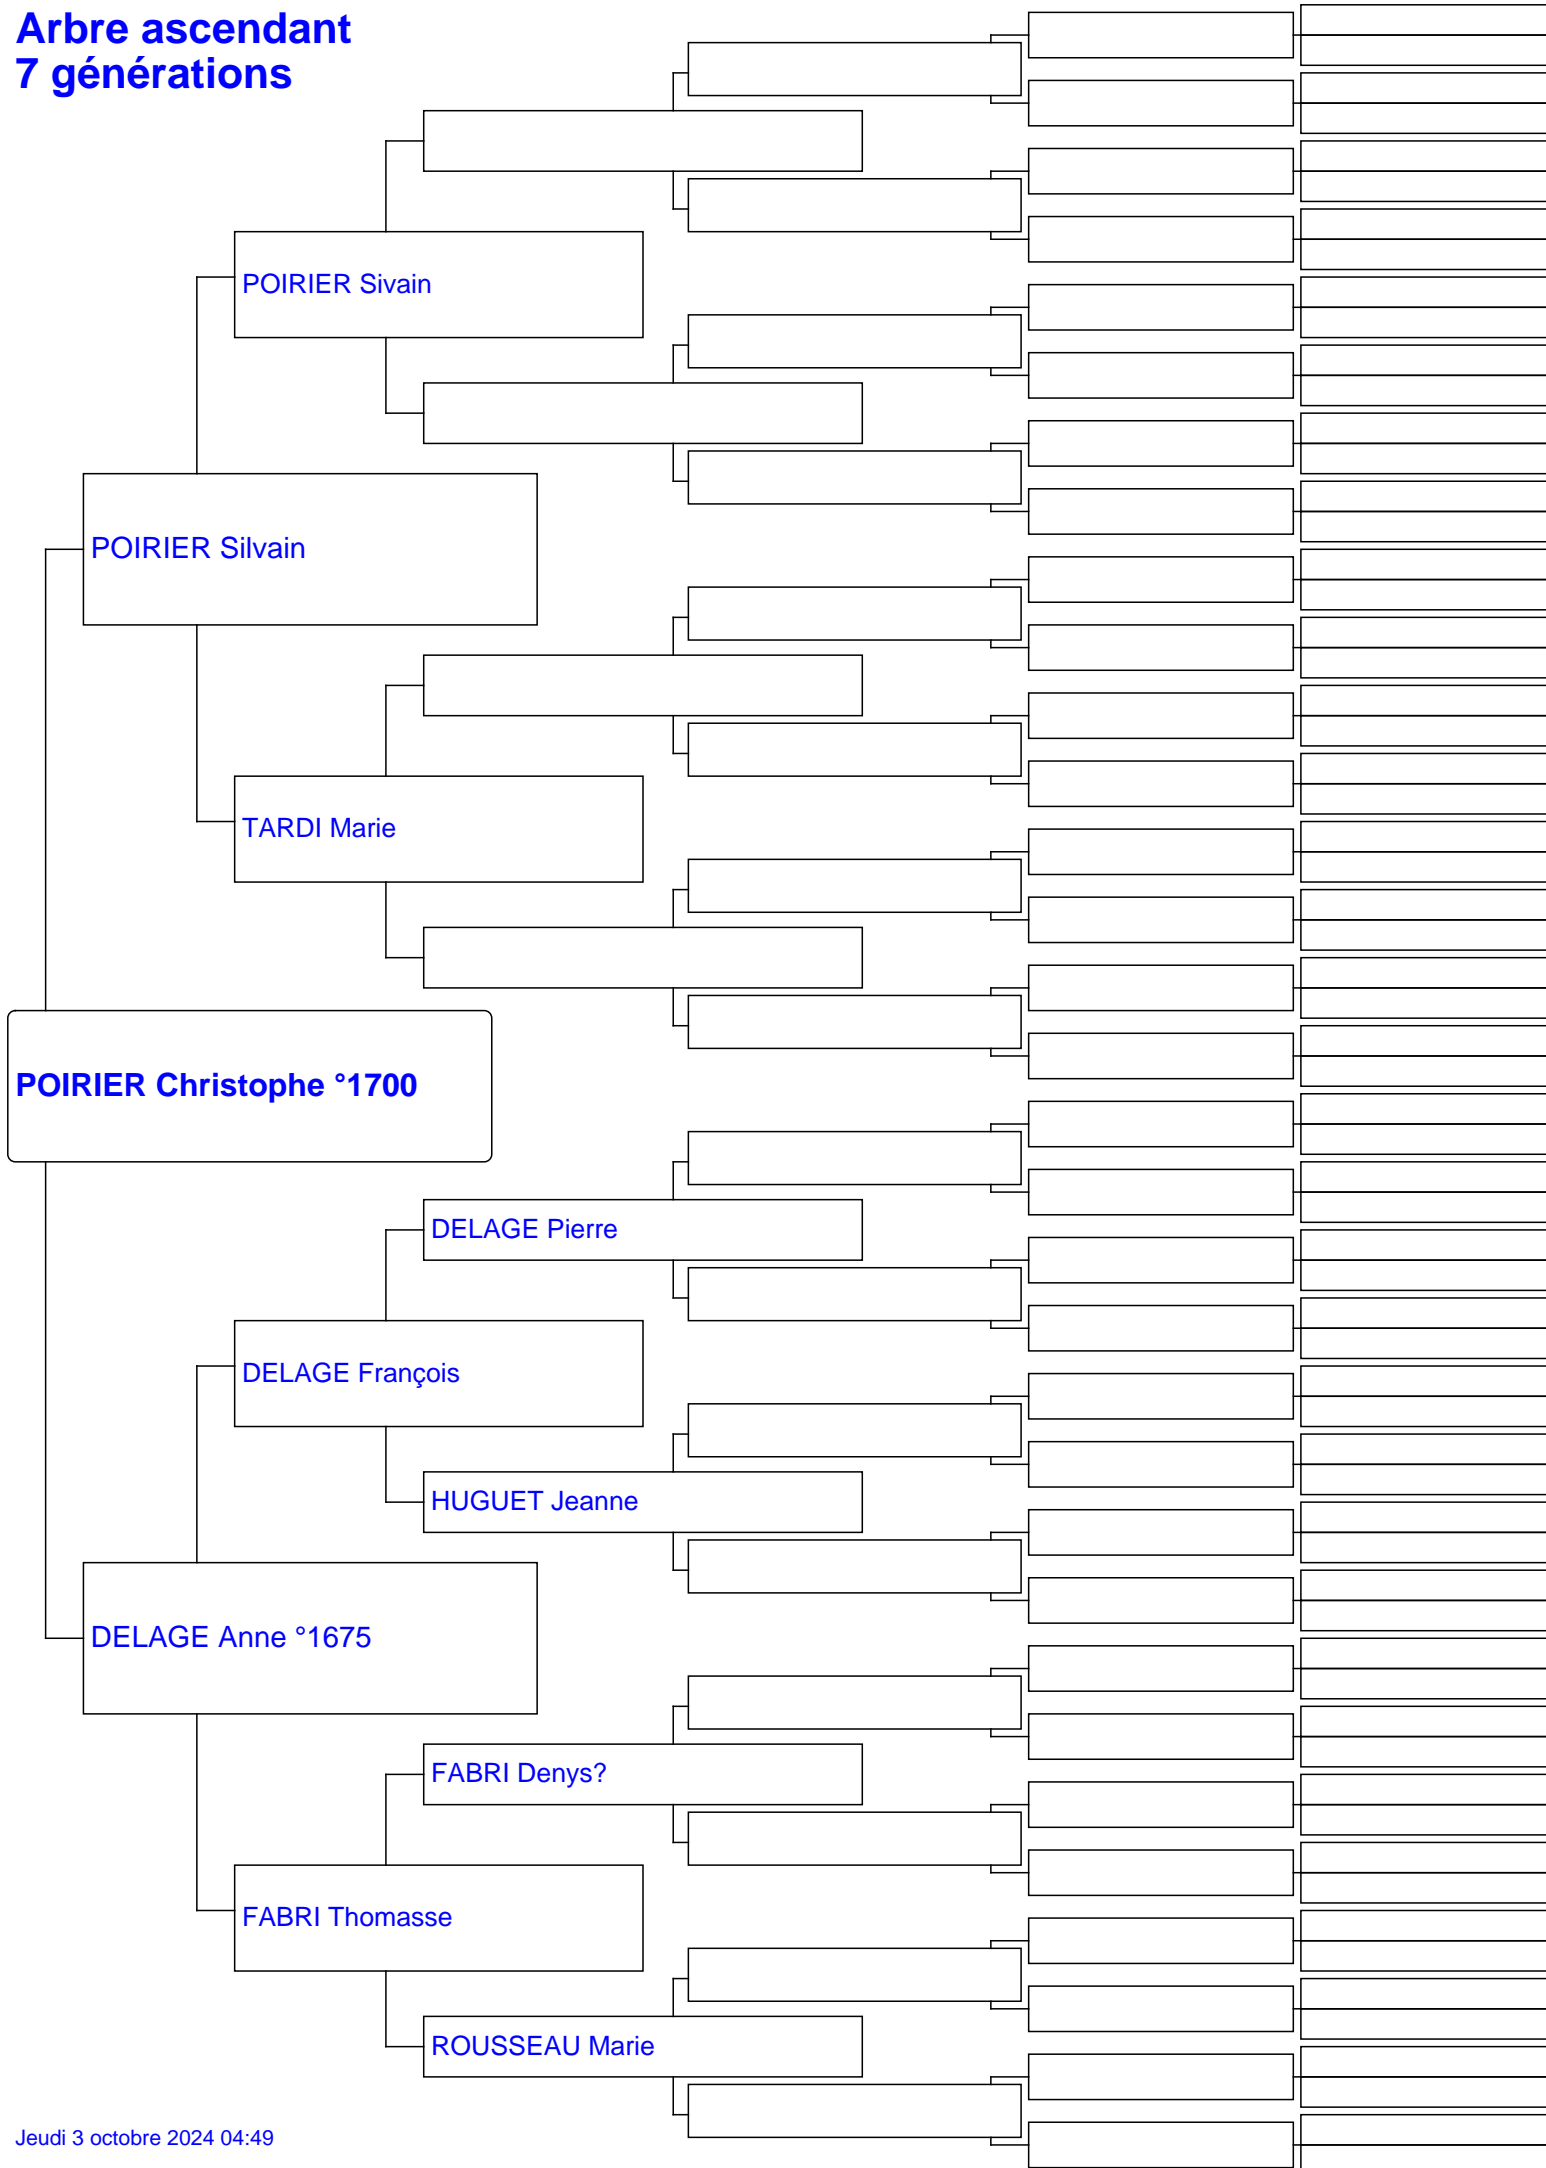 Arbre ascendant
7 générations
POIRIER Sivain
POIRIER Silvain
TARDI Marie
POIRIER Christophe °1700
DELAGE Pierre
DELAGE François
HUGUET Jeanne
DELAGE Anne °1675
FABRI Denys?
FABRI Thomasse
ROUSSEAU Marie
Jeudi 3 octobre 2024 04:49